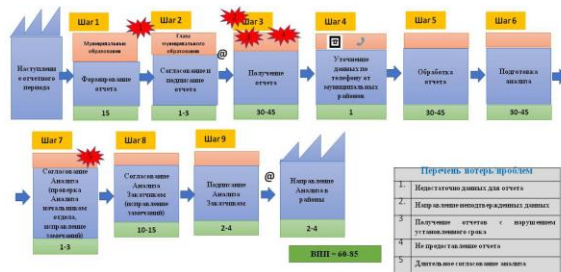 Шаг 1
Шаг 2
Шаг 3
Шаг 4
Шаг 5
Шаг 6
Муниципальные
образования
Глава
муниципального
образования
@
Наступлени
е отчетного
периода
Формирование
отчета
Согласование и
подписание отчета
Получение
отчета
Уточнение
данных по
телефону от
муниципальных
районов
Обработка
отчета
Подготовка
анализа
15
1-3
30-45
1
30-45
30-45
Шаг 7
Шаг 8
Шаг 9
@
Согласование
Анализа
(проверка
Анализа
начальником
отдела,
исправление
замечаний)
Согласование
Анализа
Заказчиком
(исправление
замечаний)
Подписание
Анализа
Заказчиком
Направление
Анализа в
районы
1-3
10-15
2-4
2-4
ВПП = 60-85
Перечень потерь проблем
1. Недостаточно данных для отчета
2. Направление неподтвержденных данных
3 Получение отчетов с нарушением
установленного срока
4 Не предоставление отчета
5 Длительное согласование анализа